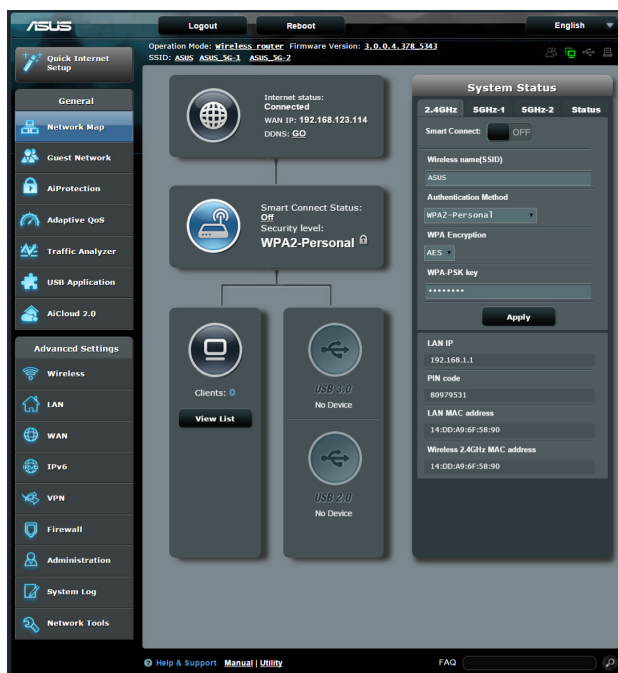 ASUS
Logout
Reboot
English
Quick Internet
Setup
Operation Mode: Wireless router Firmware Version: 3.0.0.4.378_5343
SSID: ASUS ASUS_5G-1 ASUS_5G-2
General
Network Map
Guest Network
AiProtection
Adaptive QoS
Traffic Analyzer
USB Application
AiCloud 2.0
Advanced Settings
Wireless
LAN
WAN
IPv6
VPN
Firewall
Administration
System Log
Network Tools
Internet status:
Connected
WAN IP: 192.168.123.114
DDNS: GO
Smart Connect Status:
Off
Security level:
WPA2-Personal
Clients: 0
View List
USB 3.0
No Device
USB 2.0
No Device
System Status
2.4GHz 5GHz-1 5GHz-2 Status
Smart Connect: OFF
Wireless name(SSID)
ASUS
Authentication Method
WPA2-Personal
WPA Encryption
AES
WPA-PSK key
••••••••
Apply
LAN IP
192.168.1.1
PIN code
80979531
LAN MAC
address
14:DD:A9:6F:58:90
Wireless 2.4GHz MAC address
14:DD:A9:6F:58:90
Help & Support Manual | Utility
FAQ